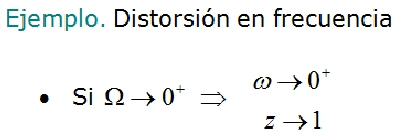 Ejemplo. Distorsión en frecuencia
• Si Ω → 0⁺ ⇒ ω → 0⁺
z → 1